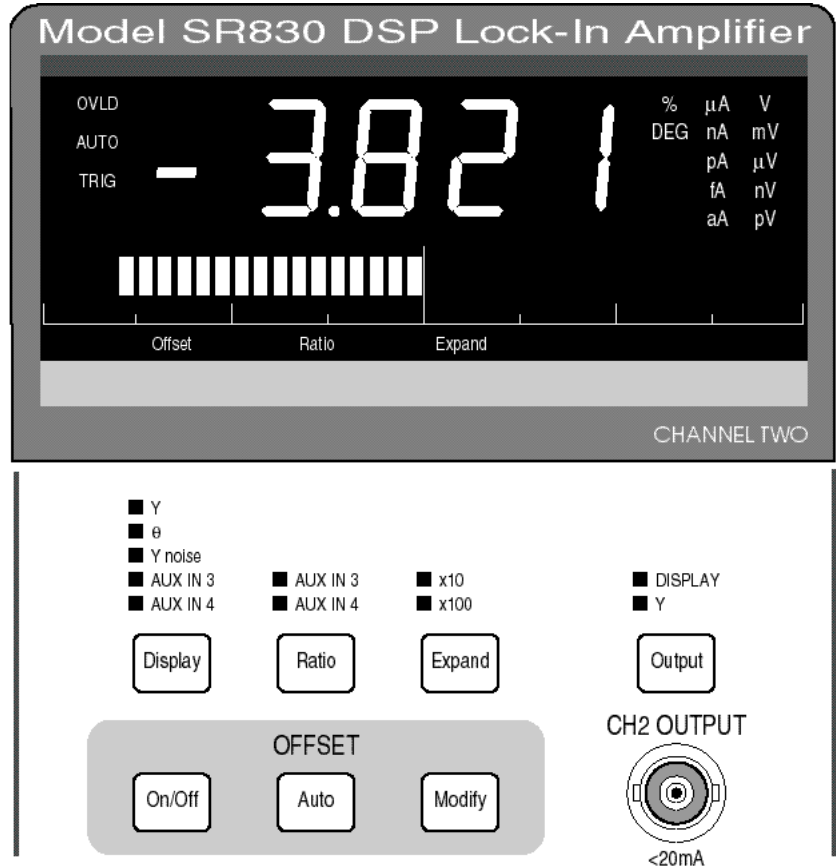 Model SR830 DSP Lock-In Amplifier
OVLD
AUTO
TRIG
- 3.821
% μA V
DEG nA mV
pA μV
fA nV
aA pV
Offset Ratio Expand
CHANNEL TWO
Y
θ
Y noise
AUX IN 3 AUX IN 3 x10 DISPLAY
AUX IN 4 AUX IN 4 x100 Y
Display Ratio Expand Output
OFFSET CH2 OUTPUT
On/Off Auto Modify
<20mA